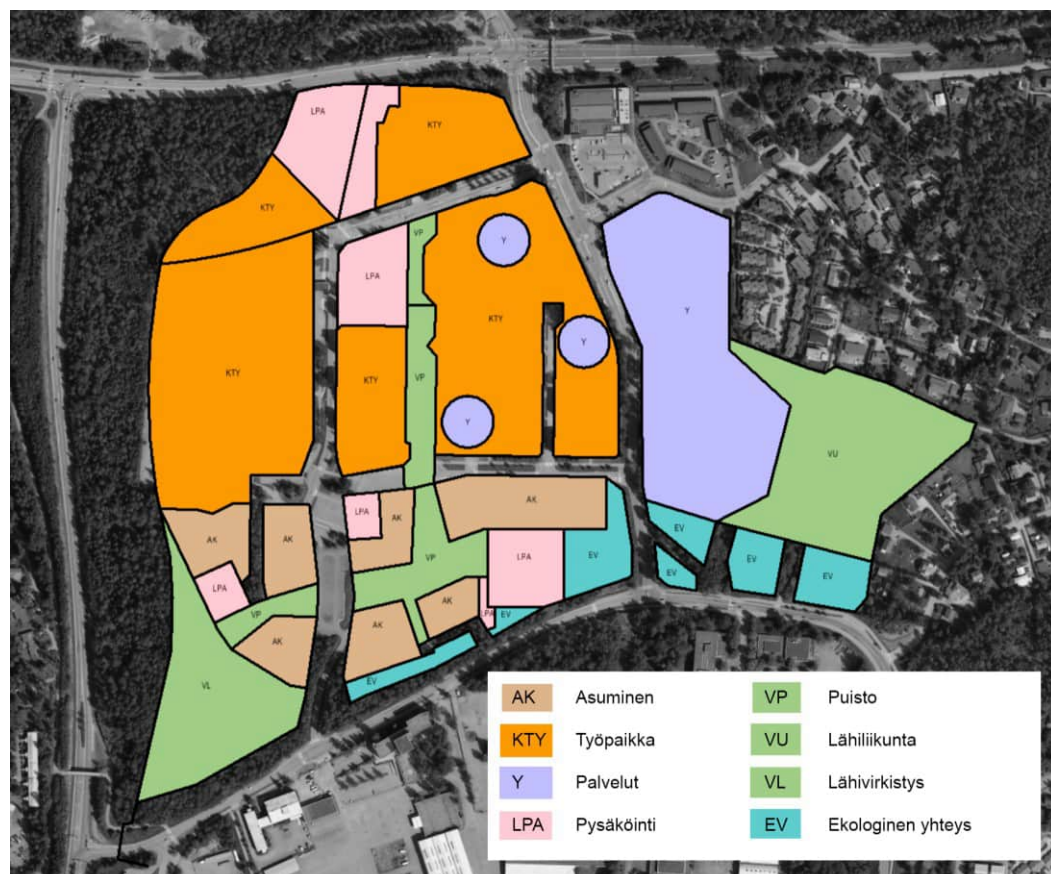 LPA
KTY
KTY
VP
Y
LPA
Y
KTY
Y
KTY
KTY
VP
Y
VU
AK
LPA
AK
AK
AK
EV
EV
VP
LPA
EV
EV
EV
LPA
AK
VP
LPA
EV
AK
AK
EV
VL
AK Asuminen VP Puisto
KTY Työpaikka VU Lähiliikunta
Y Palvelut VL Lähivirkistys
LPA Pysäköinti EV Ekologinen yhteys